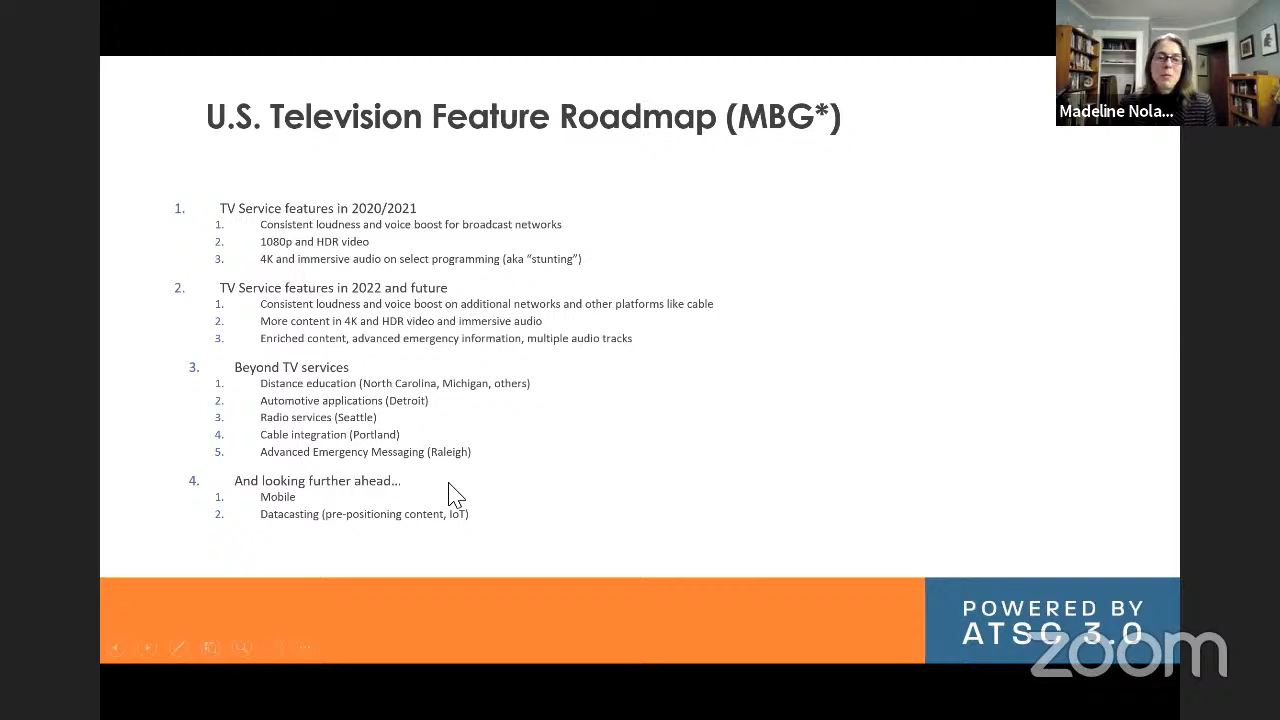 U.S. Television Feature Roadmap (MBG*)
Madeline Nola...
1. TV Service features in 2020/2021
1. Consistent loudness and voice boost for broadcast networks
2. 1080p and HDR video
3. 4K and immersive audio on select programming (aka “stunting”)
2. TV Service features in 2022 and future
1. Consistent loudness and voice boost on additional networks and other platforms like cable
2. More content in 4K and HDR video and immersive audio
3. Enriched content, advanced emergency information, multiple audio tracks
3. Beyond TV services
1. Distance education (North Carolina, Michigan, others)
2. Automotive applications (Detroit)
3. Radio services (Seattle)
4. Cable integration (Portland)
5. Advanced Emergency Messaging (Raleigh)
4. And looking further ahead...
1. Mobile
2. Datacasting (pre-positioning content, IoT)
POWERED BY
ATSC 3.0
zoom